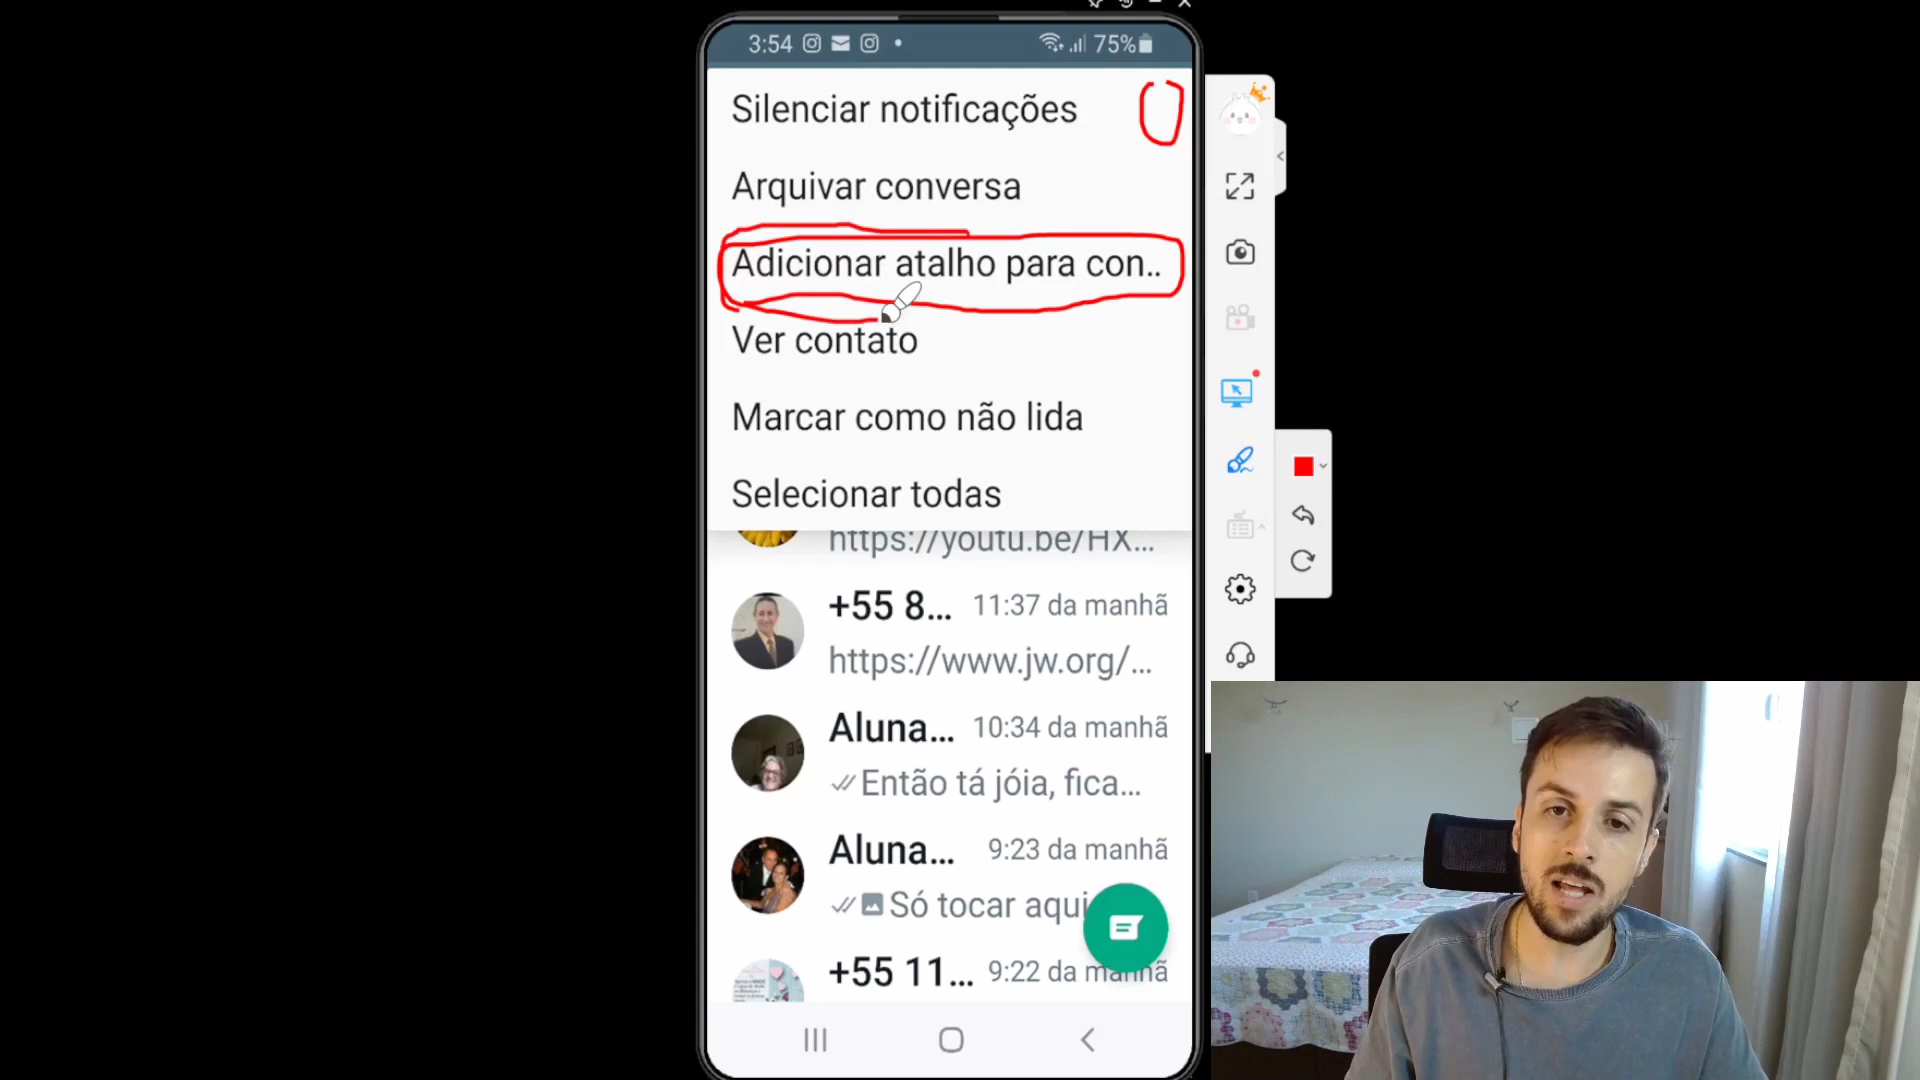 3:54
75%
Silenciar notificações
Arquivar conversa
Adicionar atalho para con..
Ver contato
Marcar como não lida
Selecionar todas
https://youtu.be/HX...
+55 8... 11:37 da manhã
https://www.jw.org/...
Aluna... 10:34 da manhã
Então tá jóia, fica...
Aluna... 9:23 da manhã
Só tocar aqui
+55 11... 9:22 da manhã